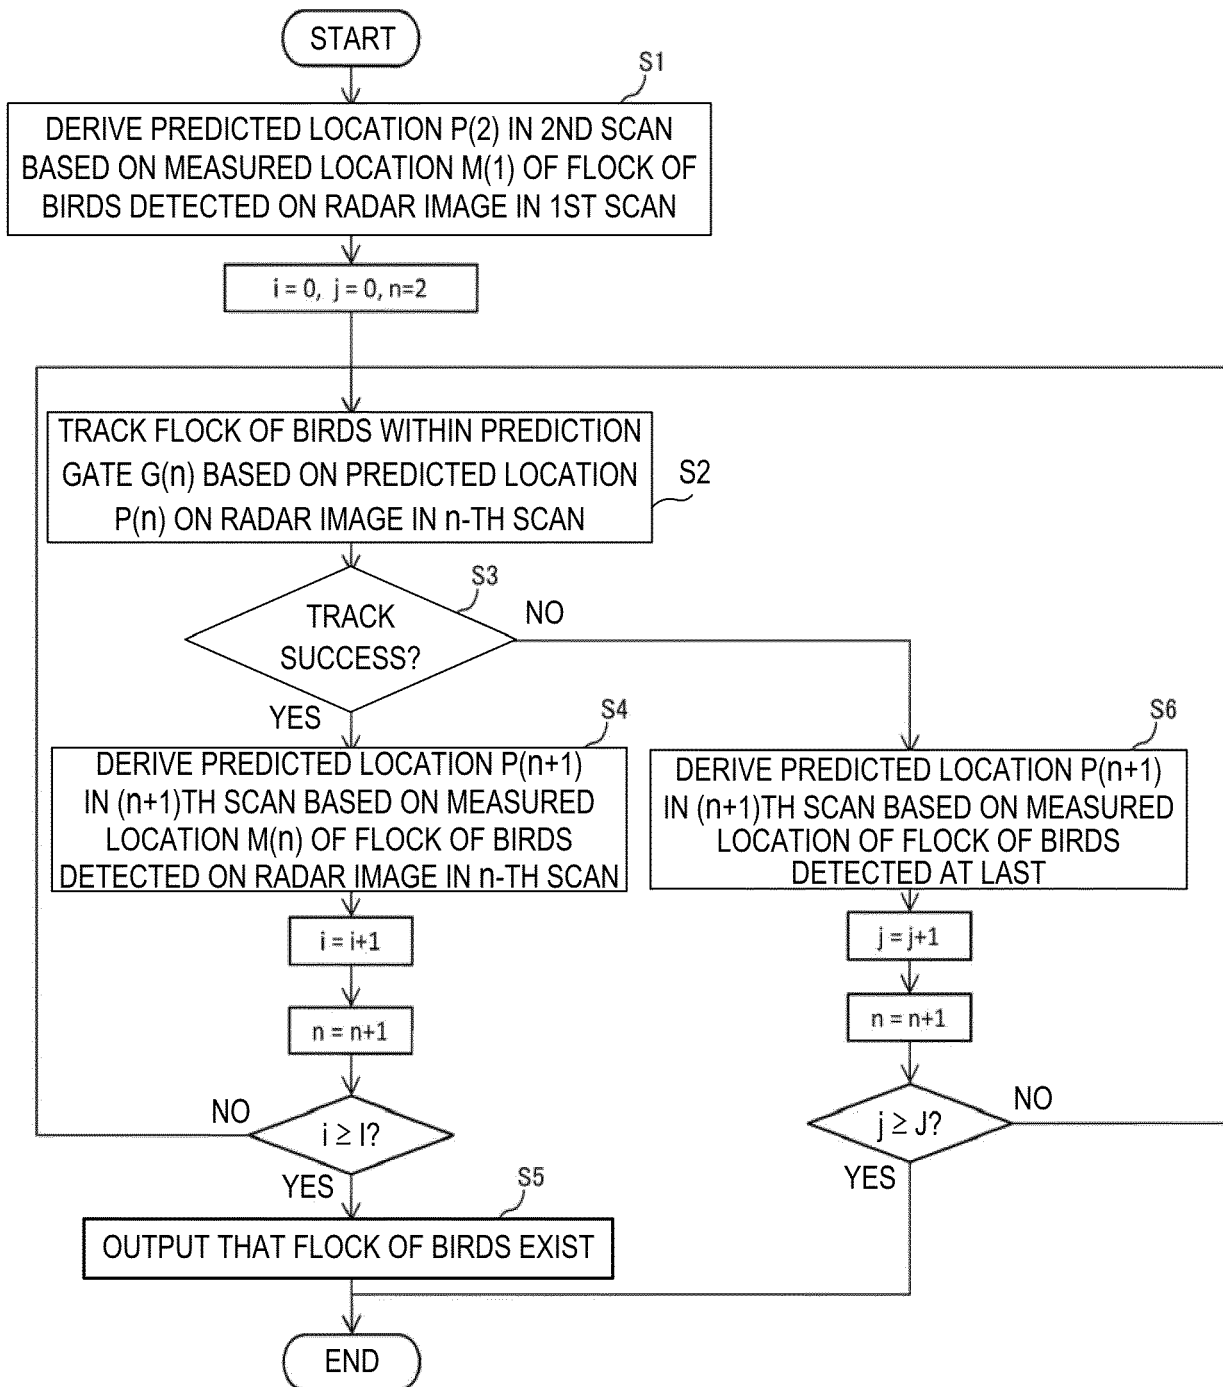 START
S1
DERIVE PREDICTED LOCATION P(2) IN 2ND SCAN
BASED ON MEASURED LOCATION M(1) OF FLOCK OF
BIRDS DETECTED ON RADAR IMAGE IN 1ST SCAN
i = 0, j = 0, n=2
TRACK FLOCK OF BIRDS WITHIN PREDICTION
GATE G(n) BASED ON PREDICTED LOCATION
P(n) ON RADAR IMAGE IN n-TH SCAN
S2
S3
TRACK
SUCCESS?
NO
YES
S4
DERIVE PREDICTED LOCATION P(n+1)
IN (n+1)TH SCAN BASED ON MEASURED
LOCATION M(n) OF FLOCK OF BIRDS
DETECTED ON RADAR IMAGE IN n-TH SCAN
i = i+1
n = n+1
NO
i ≥ I?
YES
S5
OUTPUT THAT FLOCK OF BIRDS EXIST
S6
DERIVE PREDICTED LOCATION P(n+1)
IN (n+1)TH SCAN BASED ON MEASURED
LOCATION OF FLOCK OF BIRDS
DETECTED AT LAST
j = j+1
n = n+1
j ≥ J?
NO
YES
END